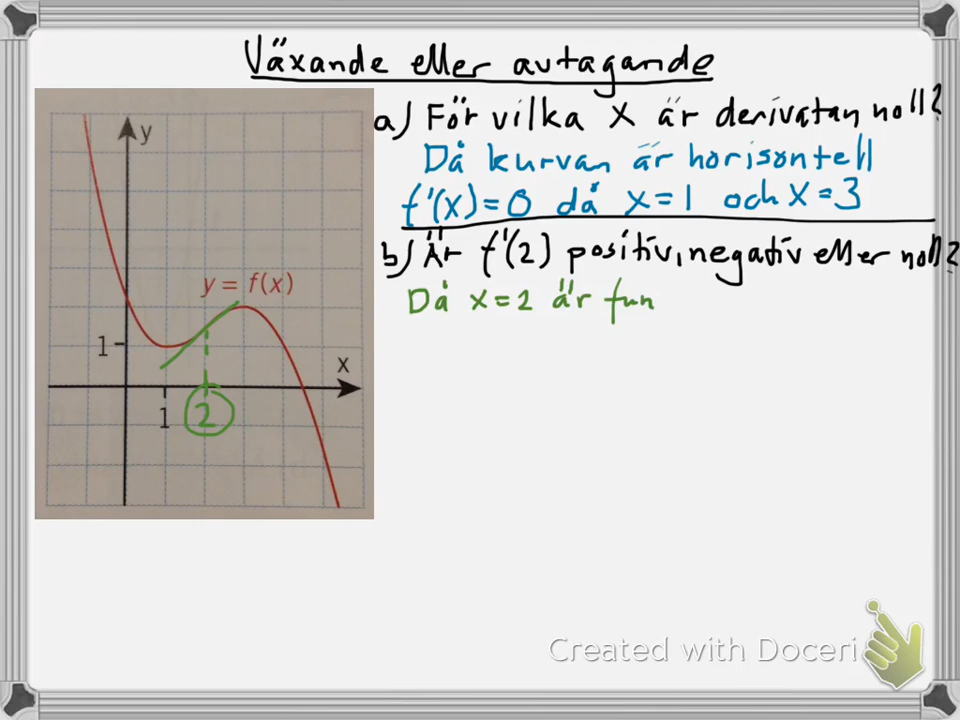 Växande eller avtagande
a) För vilka x är derivatan noll?
Då kurvan är horisontell
f'(x)=0 då x=1 och x=3
b) Är f'(2) positiv, negativ eller noll?
Då x=2 är fun
y
y = f(x)
1
x
1
2
Created with Doceri